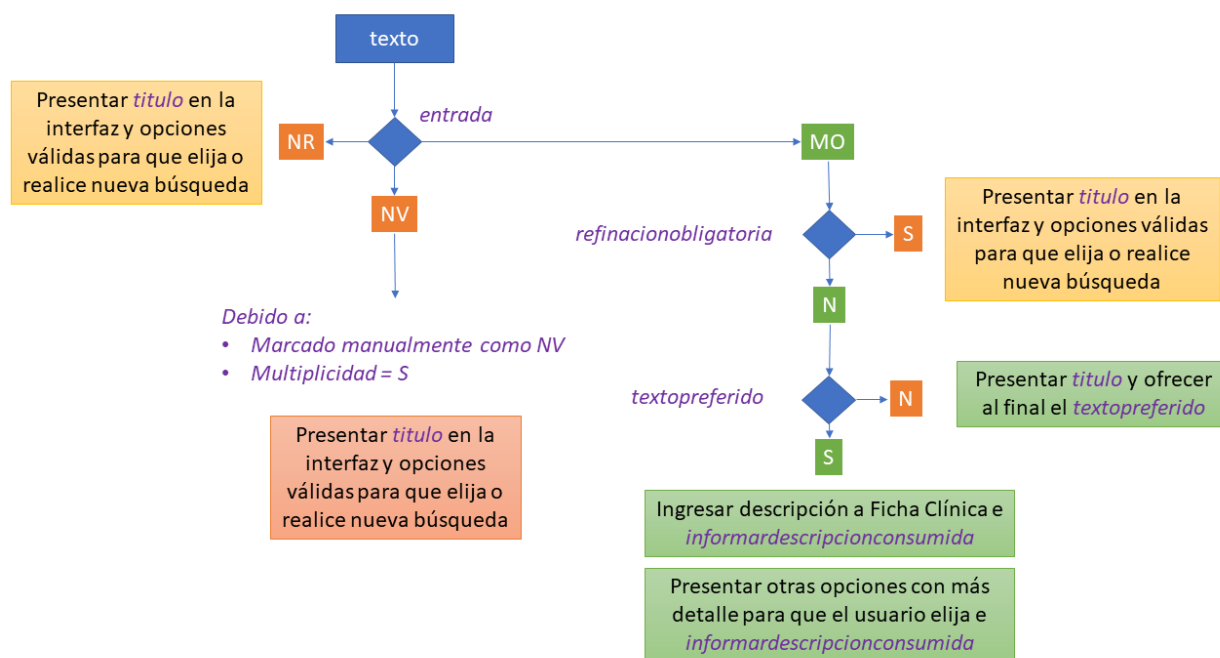 texto
entrada
Presentar titulo en la
interfaz y opciones
válidas para que elija o
realice nueva búsqueda
NR
MO
NV
refinacionobligatoria
S
Presentar titulo en la
interfaz y opciones válidas
para que elija o realice
nueva búsqueda
N
Debido a:
• Marcado manualmente como NV
• Multiplicidad = S
textopreferido
N
Presentar titulo y ofrecer
al final el textopreferido
Presentar titulo en la
interfaz y opciones
válidas para que elija o
realice nueva búsqueda
S
Ingresar descripción a Ficha Clínica e
informardescripcionconsumida
Presentar otras opciones con más
detalle para que el usuario elija e
informardescripcionconsumida